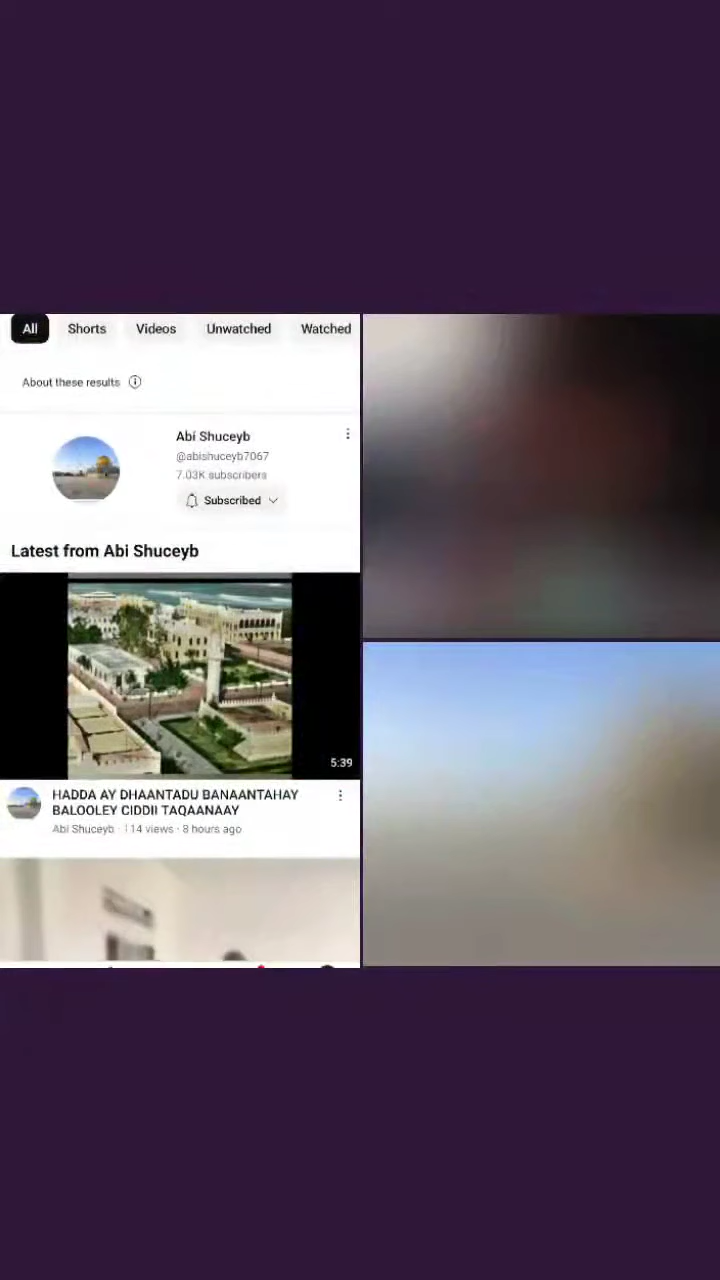 All Shorts Videos Unwatched Watched
About these results
Abi Shuceyb
@abishuceyb7067
7.03K subscribers
Subscribed
Latest from Abi Shuceyb
5:39
HADDA AY DHAANTADU BANAANTAHAY
BALOOLEY CIDDII TAQAANAAY
Abi Shuceyb · 114 views · 8 hours ago